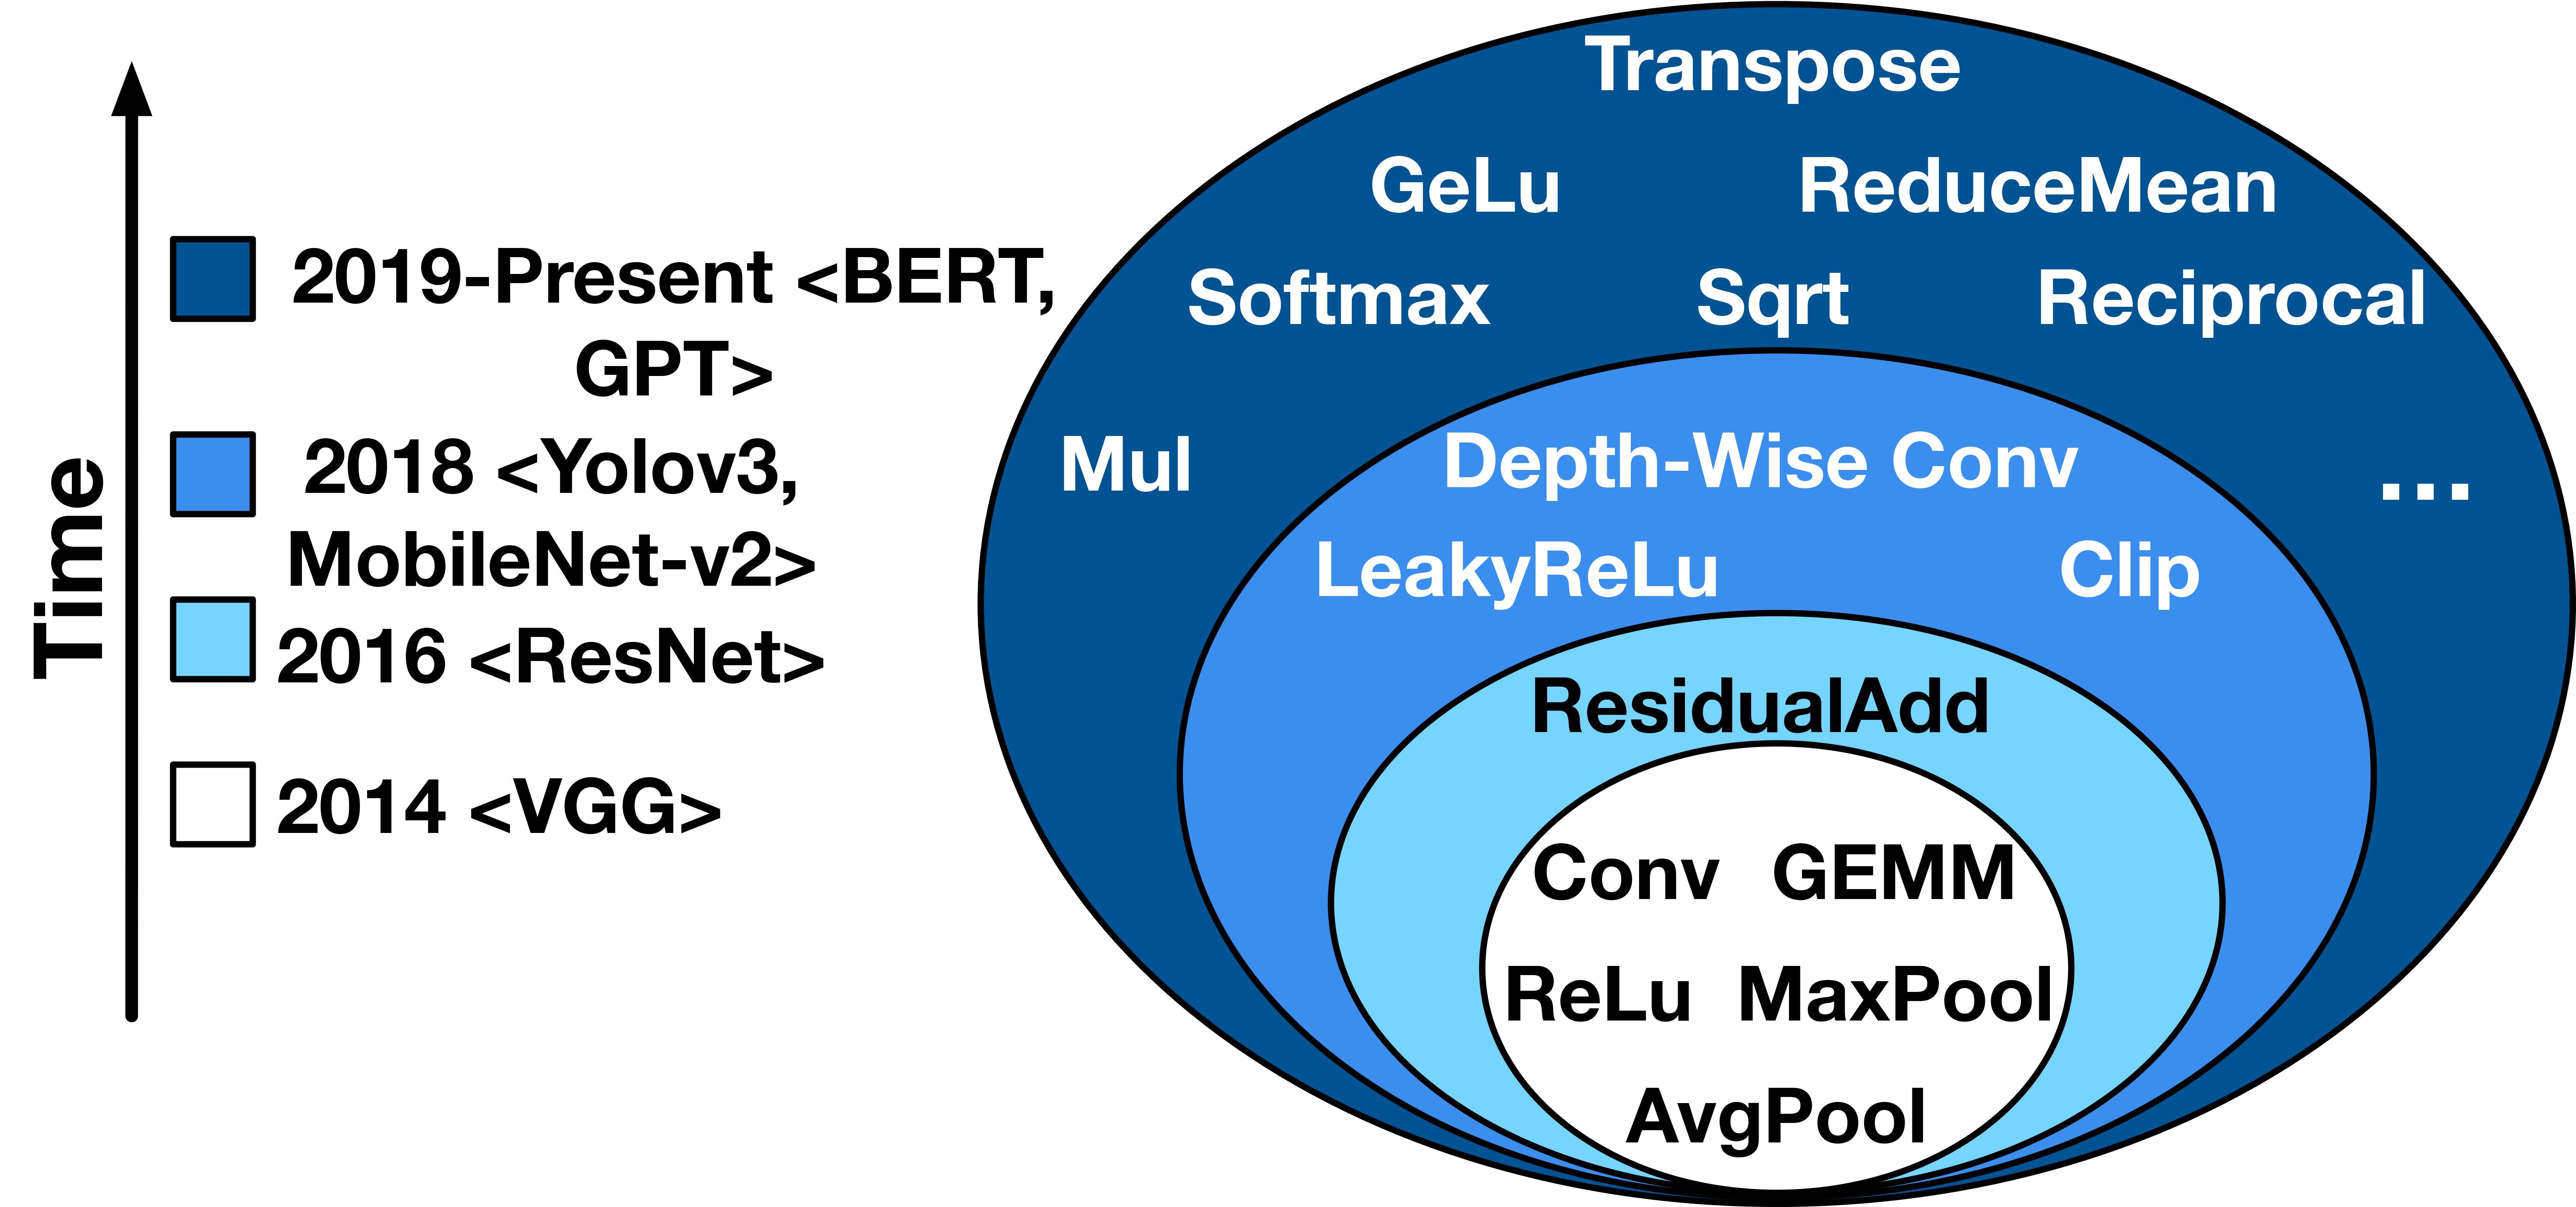 Time
2019-Present <BERT,
GPT>
2018 <Yolov3,
MobileNet-v2>
2016 <ResNet>
2014 <VGG>
Transpose
GeLu ReduceMean
Softmax Sqrt Reciprocal
Mul Depth-Wise Conv ...
LeakyReLu Clip
ResidualAdd
Conv GEMM
ReLu MaxPool
AvgPool